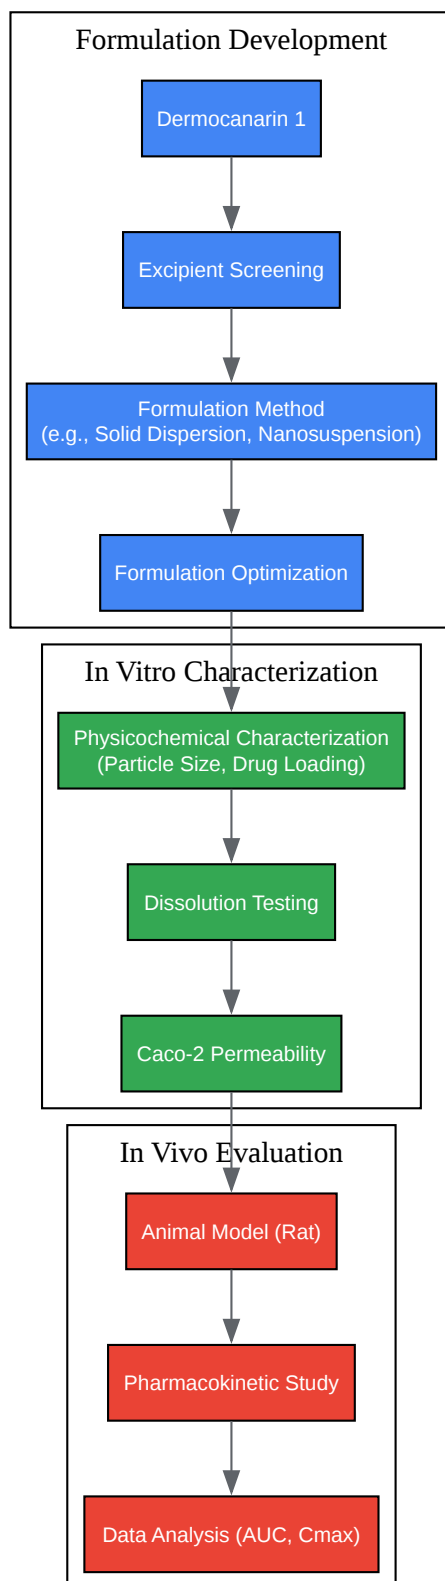 Formulation Development
Dermocanarin 1
Excipient Screening
Formulation Method
(e.g., Solid Dispersion, Nanosuspension)
Formulation Optimization
In Vitro Characterization
Physicochemical Characterization
(Particle Size, Drug Loading)
Dissolution Testing
Caco-2 Permeability
In Vivo Evaluation
Animal Model (Rat)
Pharmacokinetic Study
Data Analysis (AUC, Cmax)